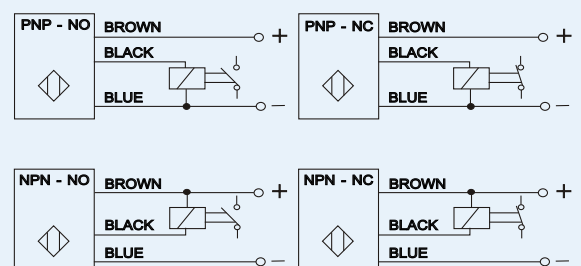 PNP - NO
BROWN
+
BLACK
BLUE
−
PNP - NC
BROWN
+
BLACK
BLUE
−
NPN - NO
BROWN
+
BLACK
BLUE
−
NPN - NC
BROWN
+
BLACK
BLUE
−